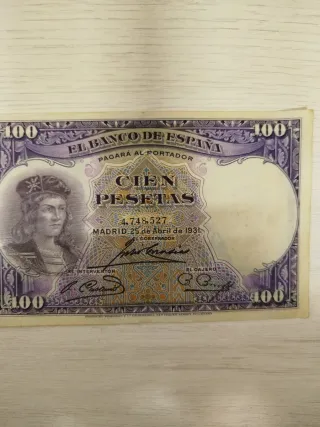 100 100
EL BANCO DE ESPAÑA
PAGARÁ AL PORTADOR
CIEN
PESETAS
4,748,527
MADRID 25 de Abril de 1931
EL GOBERNADOR
EL INTERVENTOR EL CAJERO
100 100